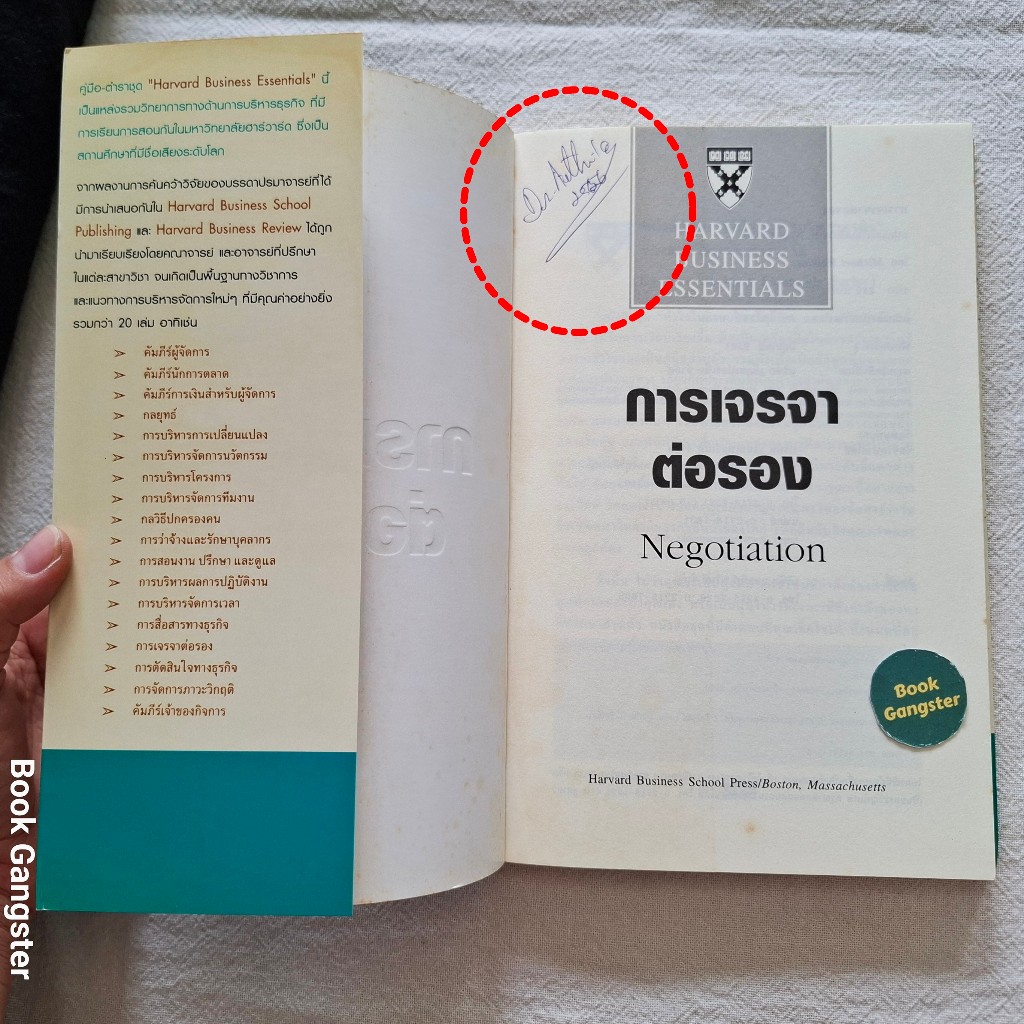 คู่มือ-ตำราชุด "Harvard Business Essentials" นี้
เป็นแหล่งรวมวิทยาการทางด้านการบริหารธุรกิจ ที่มี
การเรียนการสอนกันในมหาวิทยาลัยฮาร์วาร์ด ซึ่งเป็น
สถานศึกษาที่มีชื่อเสียงระดับโลก
จากผลงานการค้นคว้าวิจัยของบรรดาปรมาจารย์ที่ได้
มีการนำเสนอกันใน Harvard Business School
Publishing และ Harvard Business Review ได้ถูก
นำมาเรียบเรียงโดยคณาจารย์ และอาจารย์ที่ปรึกษา
ในแต่ละสาขาวิชา จนเกิดเป็นพื้นฐานทางวิชาการ
และแนวทางการบริหารจัดการใหม่ๆ ที่มีคุณค่าอย่างยิ่ง
รวมกว่า 20 เล่ม อาทิเช่น
➢ คัมภีร์ผู้จัดการ
➢ คัมภีร์นักการตลาด
➢ คัมภีร์การเงินสำหรับผู้จัดการ
➢ กลยุทธ์
➢ การบริหารการเปลี่ยนแปลง
➢ การบริหารจัดการนวัตกรรม
➢ การบริหารโครงการ
➢ การบริหารจัดการทีมงาน
➢ กลวิธีปกครองคน
➢ การว่าจ้างและรักษาบุคลากร
➢ การสอนงาน ปรึกษา และดูแล
➢ การบริหารผลการปฏิบัติงาน
➢ การบริหารจัดการเวลา
➢ การสื่อสารทางธุรกิจ
➢ การเจรจาต่อรอง
➢ การตัดสินใจทางธุรกิจ
➢ การจัดการภาวะวิกฤติ
➢ คัมภีร์เจ้าของกิจการ
Dr.
HARVARD
BUSINESS
ESSENTIALS
การเจรจา
ต่อรอง
Negotiation
Book
Gangster
Harvard Business School Press/Boston, Massachusetts
Book Gangster